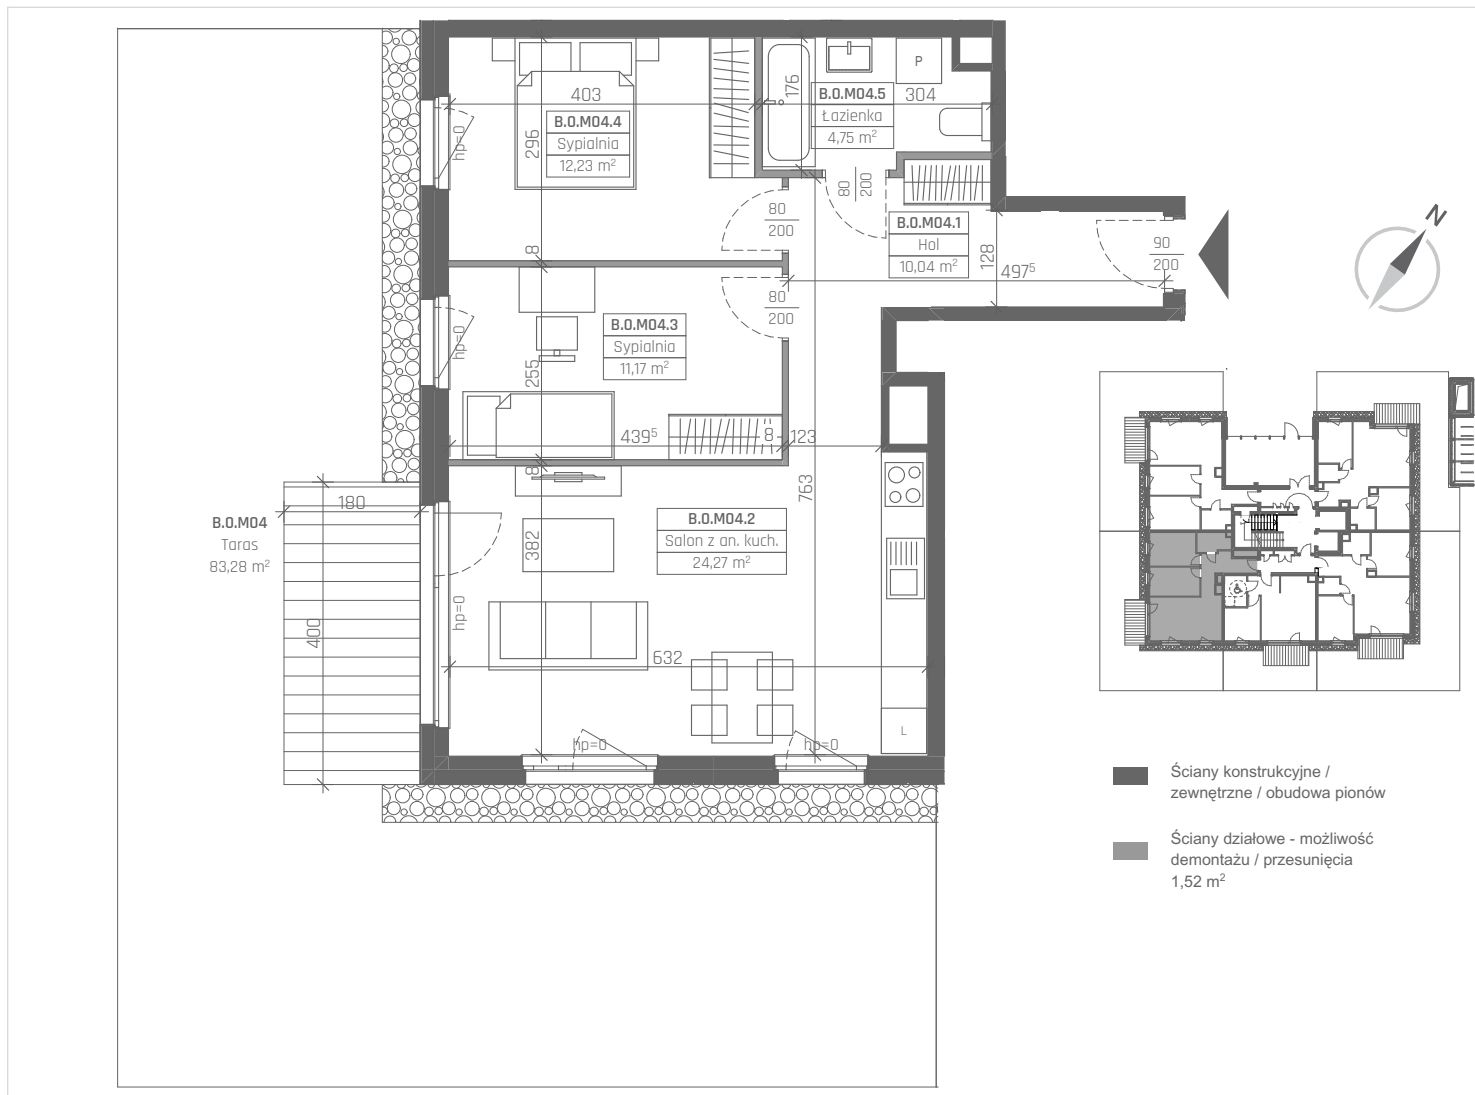 403
B.0.M04.4
Sypialnia
12,23 m²
296
hp=0
176
B.0.M04.5
Łazienka
4,75 m²
304
P
80
200
80
200
B.0.M04.1
Hol
10,04 m²
128
497⁵
90
200
N
8
80
200
B.0.M04.3
Sypialnia
11,17 m²
hp=0
255
439⁵
8
123
8
763
B.0.M04
Taras
83,28 m²
180
400
382
B.0.M04.2
Salon z an. kuch.
24,27 m²
hp=0
632
L
hp=0
hp=0
Ściany konstrukcyjne /
zewnętrzne / obudowa pionów
Ściany działowe - możliwość
demontażu / przesunięcia
1,52 m²